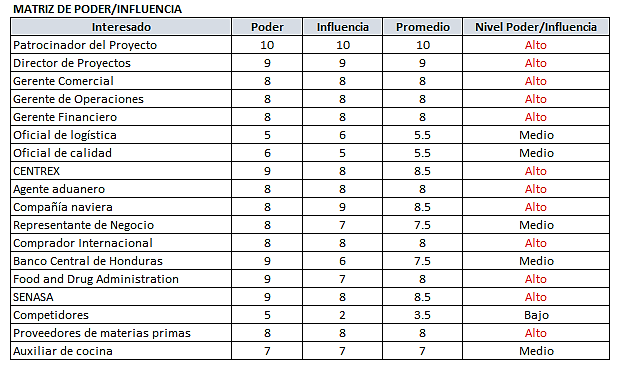 MATRIZ DE PODER/INFLUENCIA
Interesado Poder Influencia Promedio Nivel Poder/Influencia
Patrocinador del Proyecto 10 10 10 Alto
Director de Proyectos 9 9 9 Alto
Gerente Comercial 8 8 8 Alto
Gerente de Operaciones 8 8 8 Alto
Gerente Financiero 8 8 8 Alto
Oficial de logística 5 6 5.5 Medio
Oficial de calidad 6 5 5.5 Medio
CENTREX 9 8 8.5 Alto
Agente aduanero 8 8 8 Alto
Compañía naviera 8 9 8.5 Alto
Representante de Negocio 8 7 7.5 Medio
Comprador Internacional 8 8 8 Alto
Banco Central de Honduras 9 6 7.5 Medio
Food and Drug Administration 9 7 8 Alto
SENASA 9 8 8.5 Alto
Competidores 5 2 3.5 Bajo
Proveedores de materias primas 8 8 8 Alto
Auxiliar de cocina 7 7 7 Medio